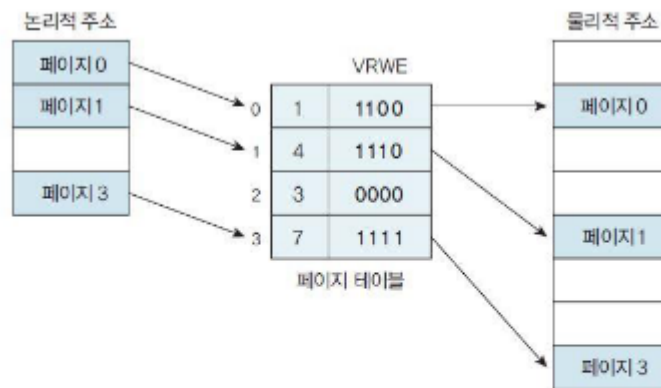 논리적 주소
물리적 주소
페이지 0
페이지 1
페이지 3
VRWE
0 1 1100
1 4 1110
2 3 0000
3 7 1111
페이지 테이블
페이지 0
페이지 1
페이지 3